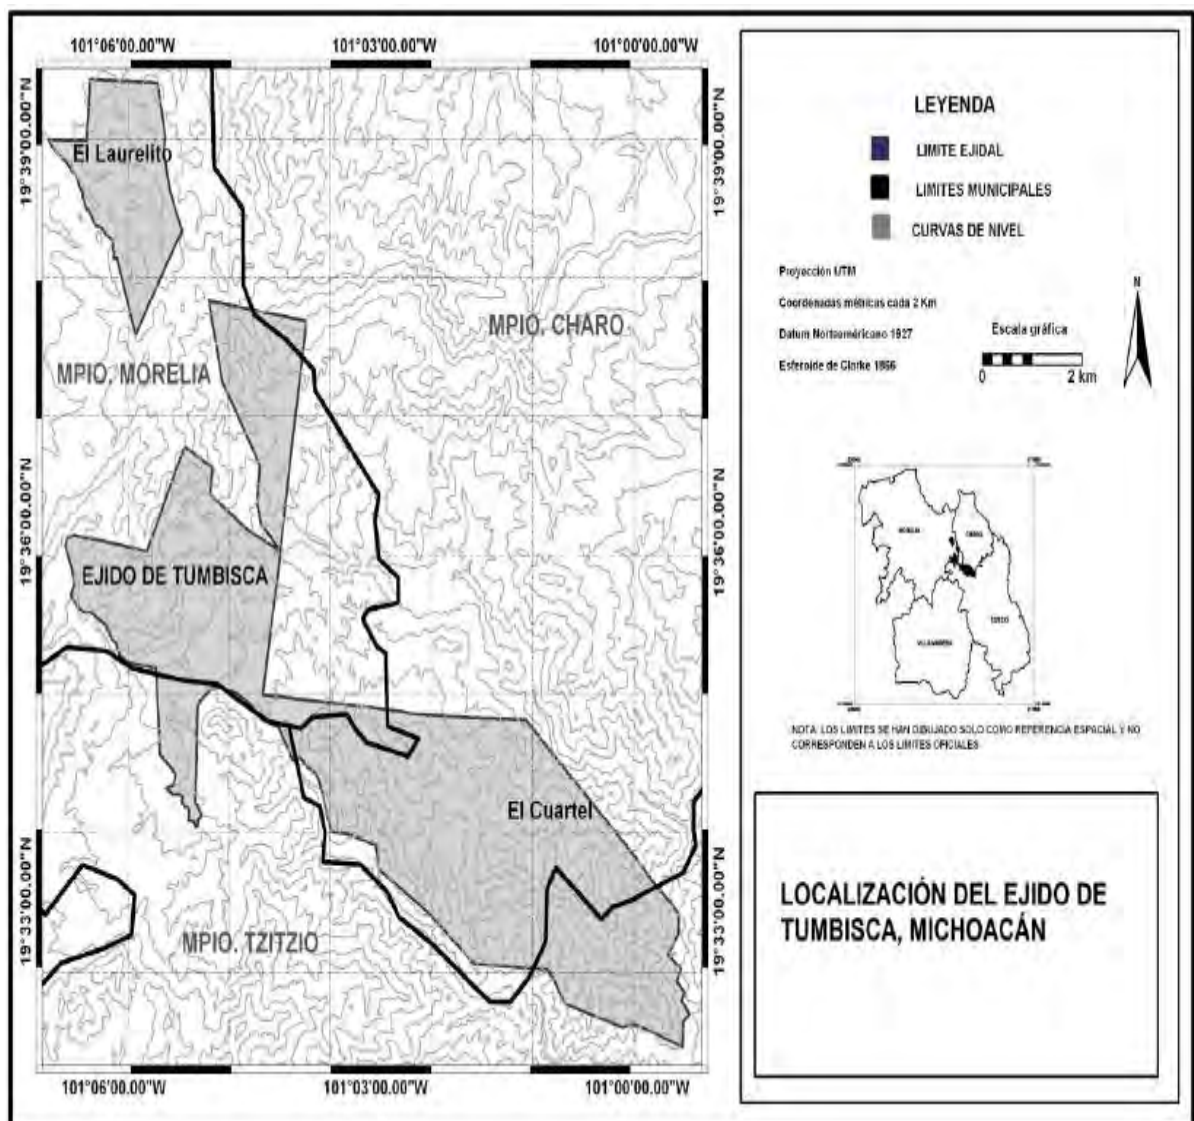 101°06'00.00"W
101°03'00.00"W
101°00'00.00"W
19°39'00.00"N
19°39'00.00"N
El Laurelito
MPIO. CHARO
MPIO. MORELIA
19°36'00.00"N
19°36'00.00"N
EJIDO DE TUMBISCA
El Cuartel
19°33'00.00"N
19°33'00.00"N
MPIO. TZITZIO
101°06'00.00"W
101°03'00.00"W
101°00'00.00"W
LEYENDA
LIMITE EJIDAL
LIMITES MUNICIPALES
CURVAS DE NIVEL
Proyección UTM
Coordenadas métricas cada 2 Km
Datum Norteaméricano 1927
Esferoide de Clarke 1866
Escala gráfica
0 2 km
N
MORELIA
CHARO
TZITZIO
NOTA: LOS LIMITES SE HAN DIBUJADO SOLO COMO REFERENCIA ESPACIAL Y NO
CORRESPONDEN A LOS LIMITES OFICIALES
LOCALIZACIÓN DEL EJIDO DE
TUMBISCA, MICHOACÁN